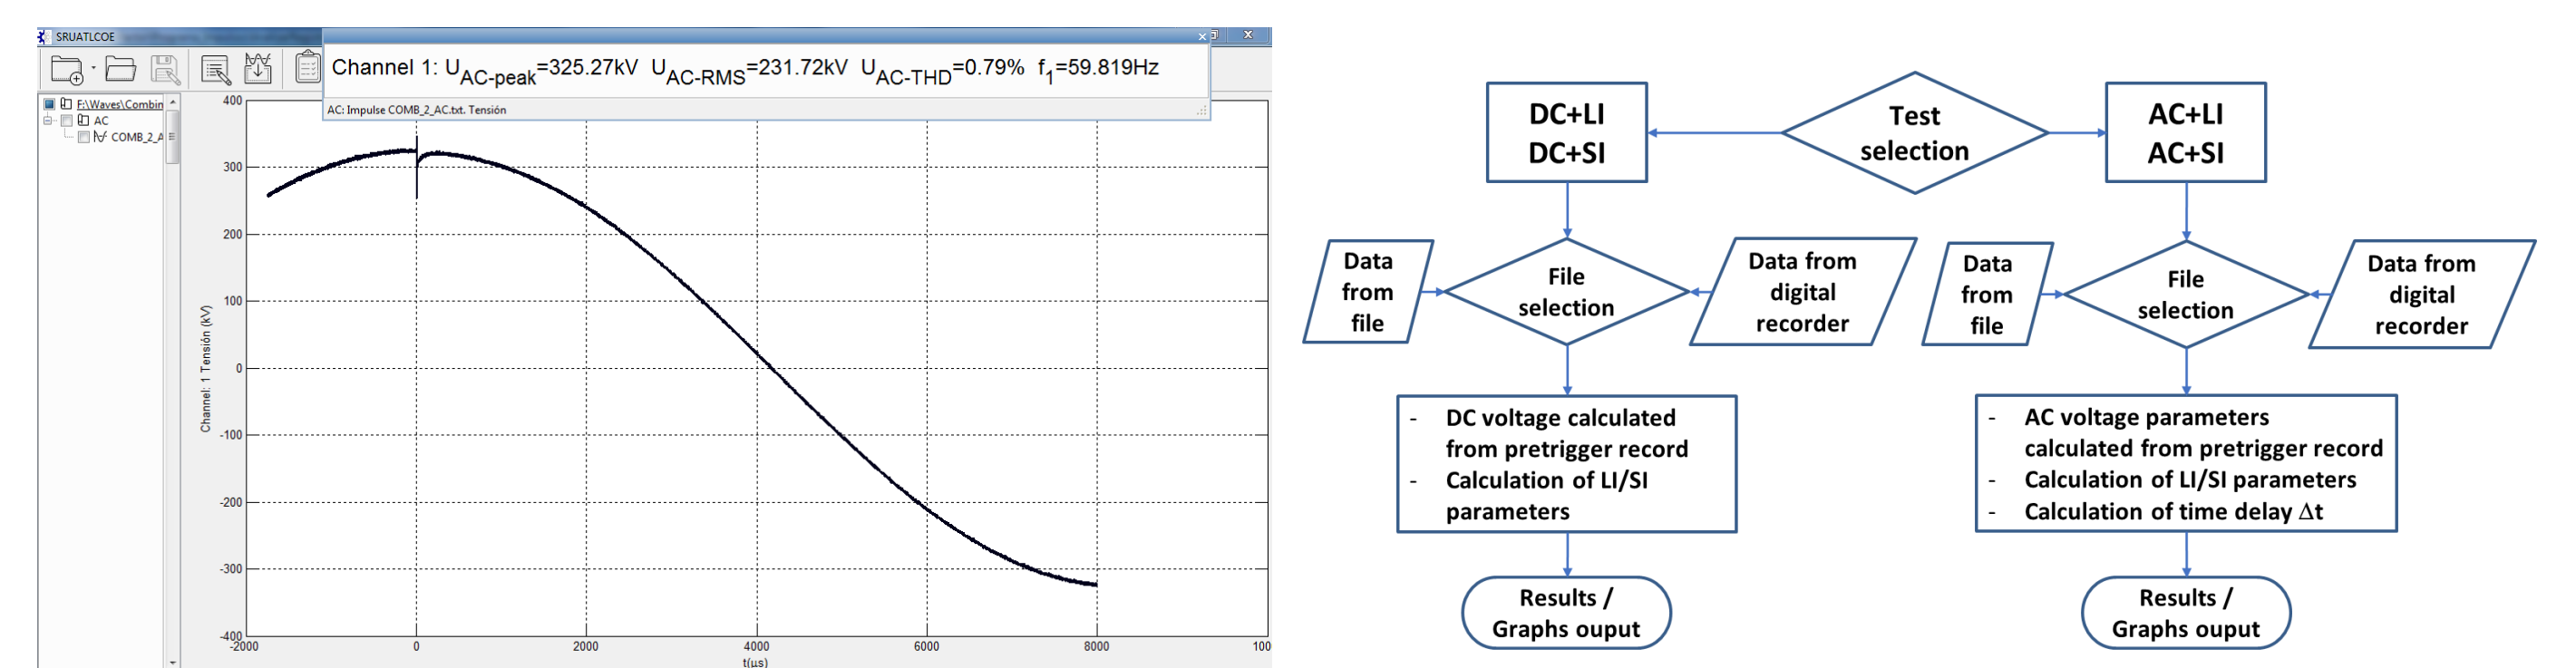 SRUATLCOE
Channel 1: U_AC-peak=325.27kV U_AC-RMS=231.72kV U_AC-THD=0.79% f_1=59.819Hz
AC: Impulse COMB_2_AC.txt. Tensión
F:\Waves\Combin
AC
COMB_2_A
400
300
200
100
0
-100
-200
-300
-400
Channel: 1 Tensión (kV)
-2000
0
2000
4000
6000
8000
100
t(µs)
Test
selection
DC+LI
DC+SI
AC+LI
AC+SI
Data
from
file
File
selection
Data from
digital
recorder
Data
from
file
File
selection
Data from
digital
recorder
- DC voltage calculated
from pretrigger record
- Calculation of LI/SI
parameters
- AC voltage parameters
calculated from pretrigger record
- Calculation of LI/SI parameters
- Calculation of time delay Δt
Results /
Graphs ouput
Results /
Graphs ouput